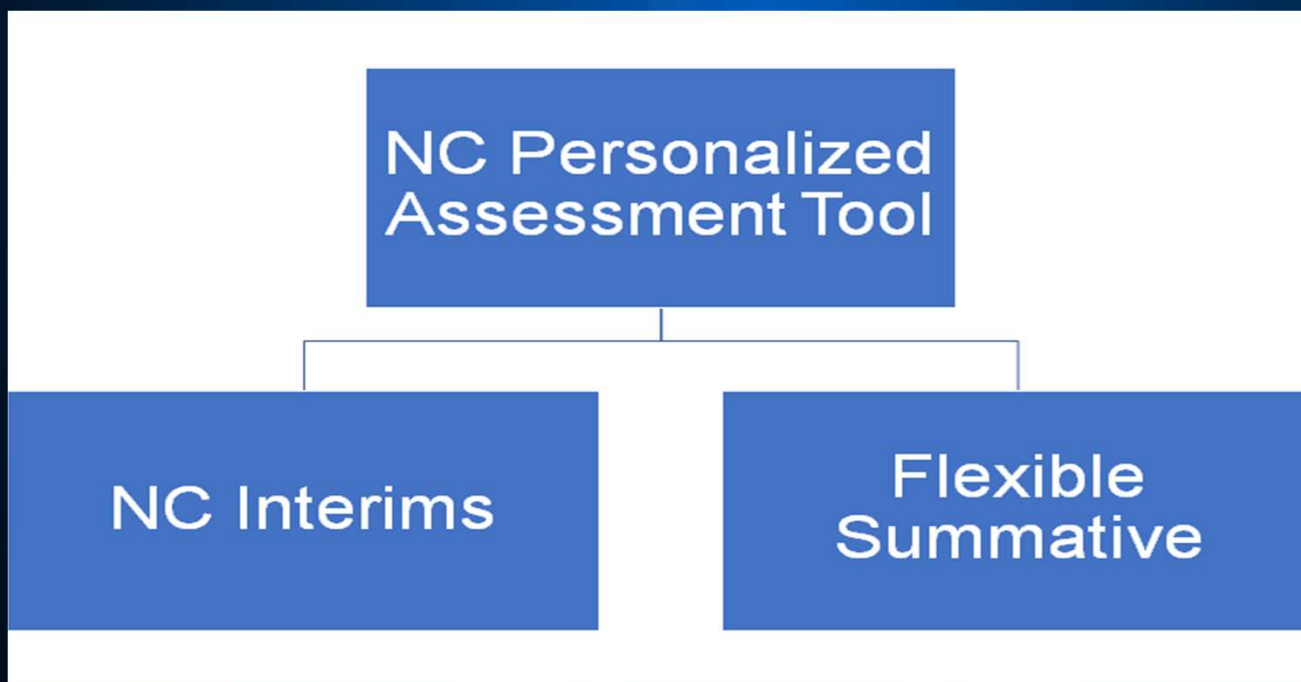 NC Personalized
Assessment Tool
NC Interims
Flexible
Summative